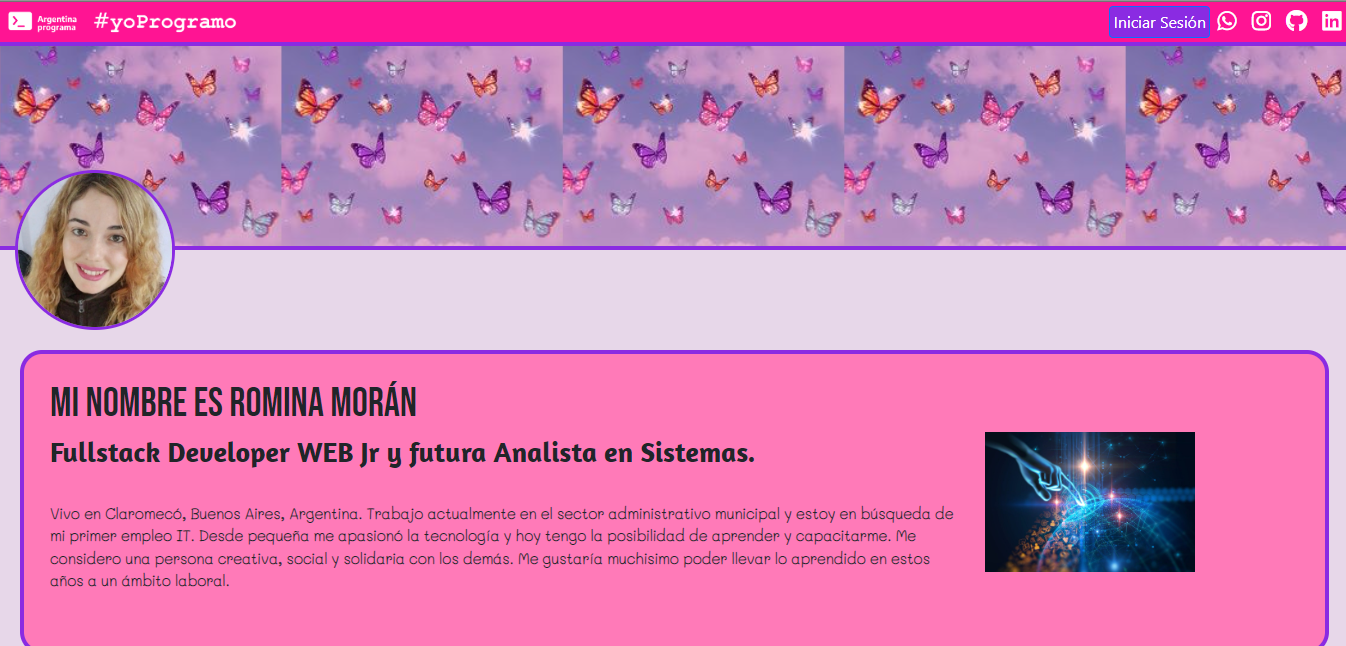 Argentina
programa
#yoProgramo
Iniciar Sesión
MI NOMBRE ES ROMINA MORÁN
Fullstack Developer WEB Jr y futura Analista en Sistemas.
Vivo en Claromecó, Buenos Aires, Argentina. Trabajo actualmente en el sector administrativo municipal y estoy en búsqueda de
mi primer empleo IT. Desde pequeña me apasionó la tecnología y hoy tengo la posibilidad de aprender y capacitarme. Me
considero una persona creativa, social y solidaria con los demás. Me gustaría muchisimo poder llevar lo aprendido en estos
años a un ámbito laboral.